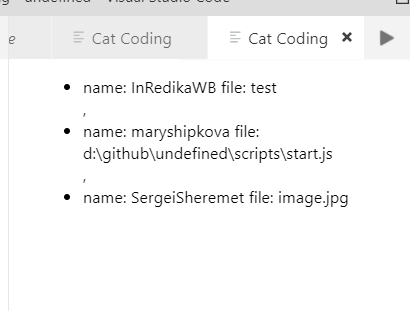 undefined - Visual Studio Code
e
Cat Coding
Cat Coding
name: InRedikaWB file: test
,
name: maryshipkova file:
d:\github\undefined\scripts\start.js
,
name: SergeiSheremet file: image.jpg